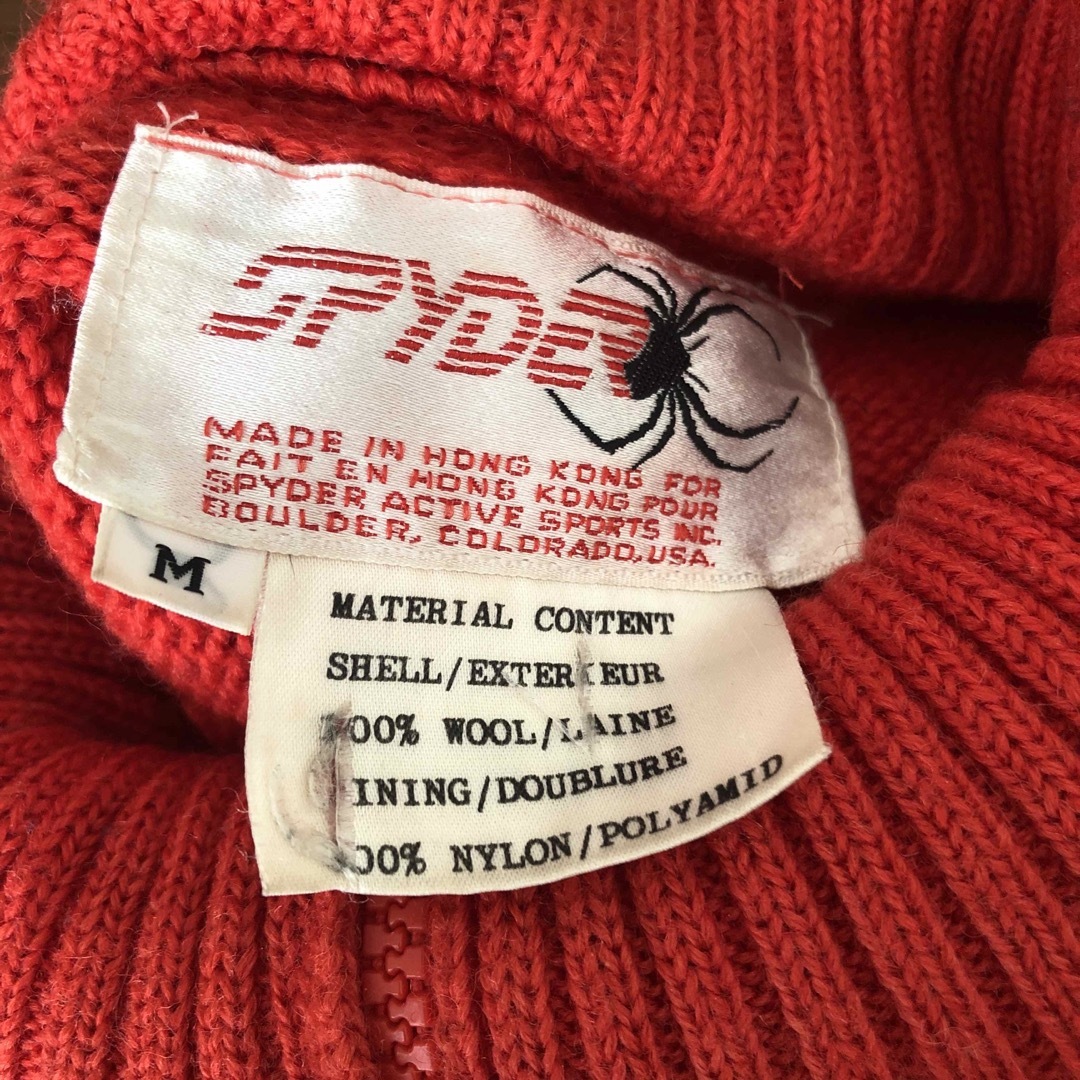 SPYDER
MADE IN HONG KONG FOR
FAIT EN HONG KONG POUR
SPYDER ACTIVE SPORTS INC.
BOULDER, COLORADO, USA.
M
MATERIAL CONTENT
SHELL/EXTERIEUR
100% WOOL/LAINE
LINING/DOUBLURE
100% NYLON/POLYAMID